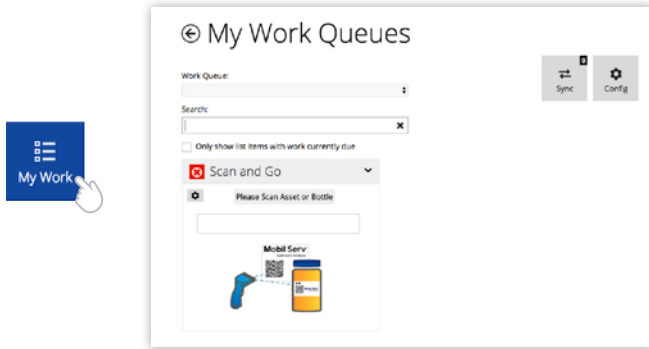 My Work Queues
Work Queue:
0
Sync
Config
Search:
Only show list items with work currently due
My Work
Scan and Go
Please Scan Asset or Bottle
Mobil Serv